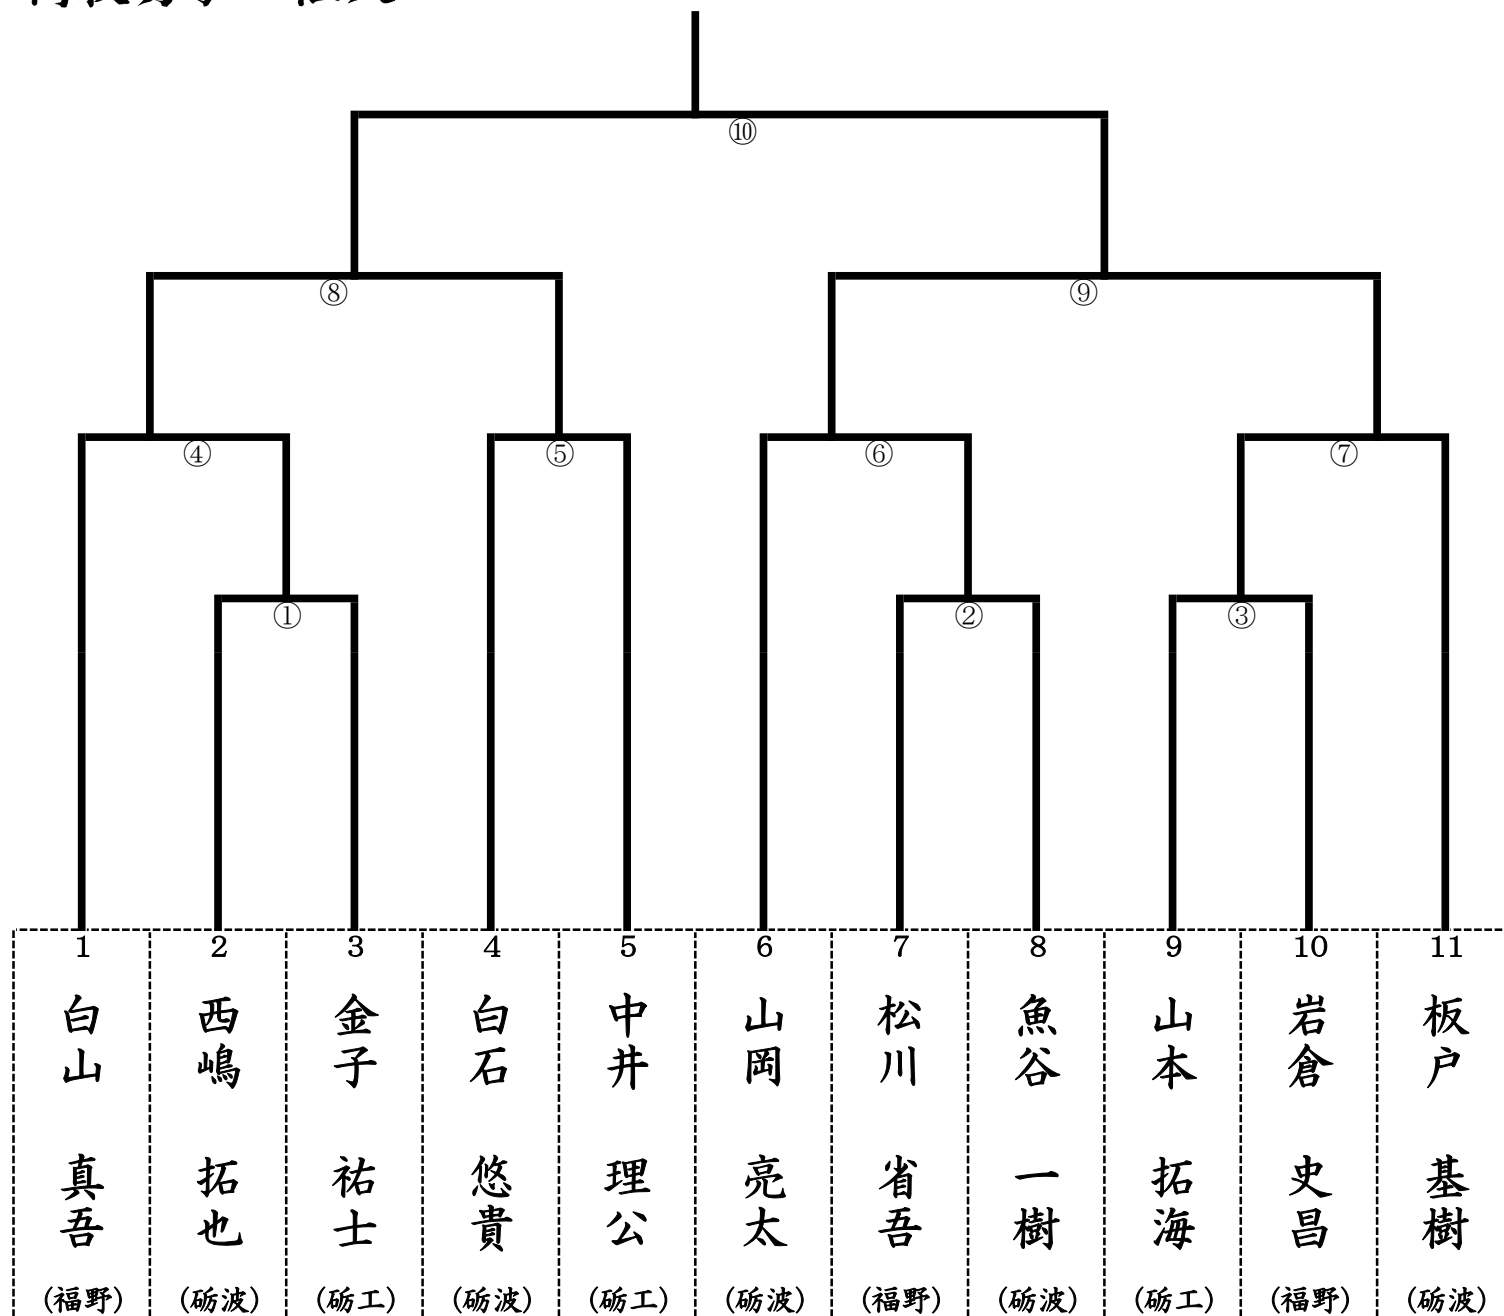 ⑩
⑧ ⑨
④ ⑤ ⑥ ⑦
① ② ③
1 2 3 4 5 6 7 8 9 10 11
白山 真吾 (福野)
西嶋 拓也 (砺波)
金子 祐士 (砺工)
白石 悠貴 (砺波)
中井 理公 (砺工)
山岡 亮太 (砺波)
松川 省吾 (福野)
魚谷 一樹 (砺波)
山本 拓海 (砺工)
岩倉 史昌 (福野)
板戸 基樹 (砺波)